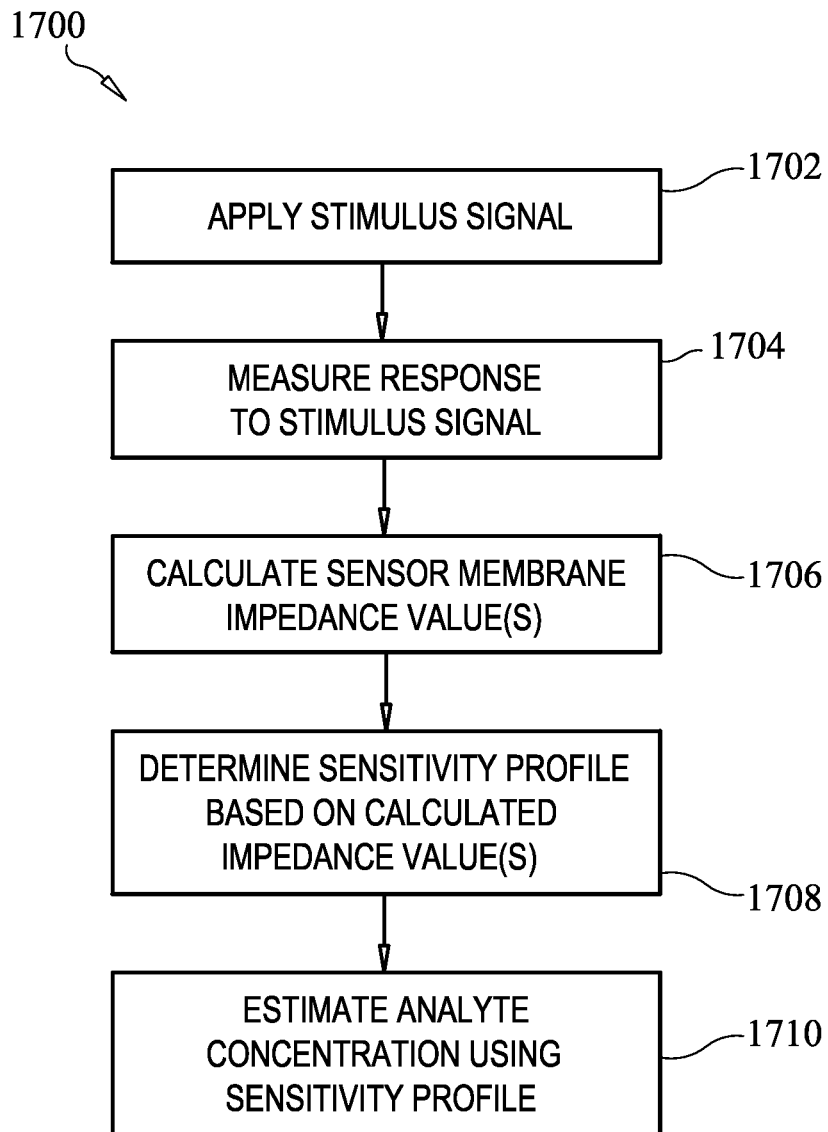 1700
APPLY STIMULUS SIGNAL
1702
MEASURE RESPONSE
TO STIMULUS SIGNAL
1704
CALCULATE SENSOR MEMBRANE
IMPEDANCE VALUE(S)
1706
DETERMINE SENSITIVITY PROFILE
BASED ON CALCULATED
IMPEDANCE VALUE(S)
1708
ESTIMATE ANALYTE
CONCENTRATION USING
SENSITIVITY PROFILE
1710